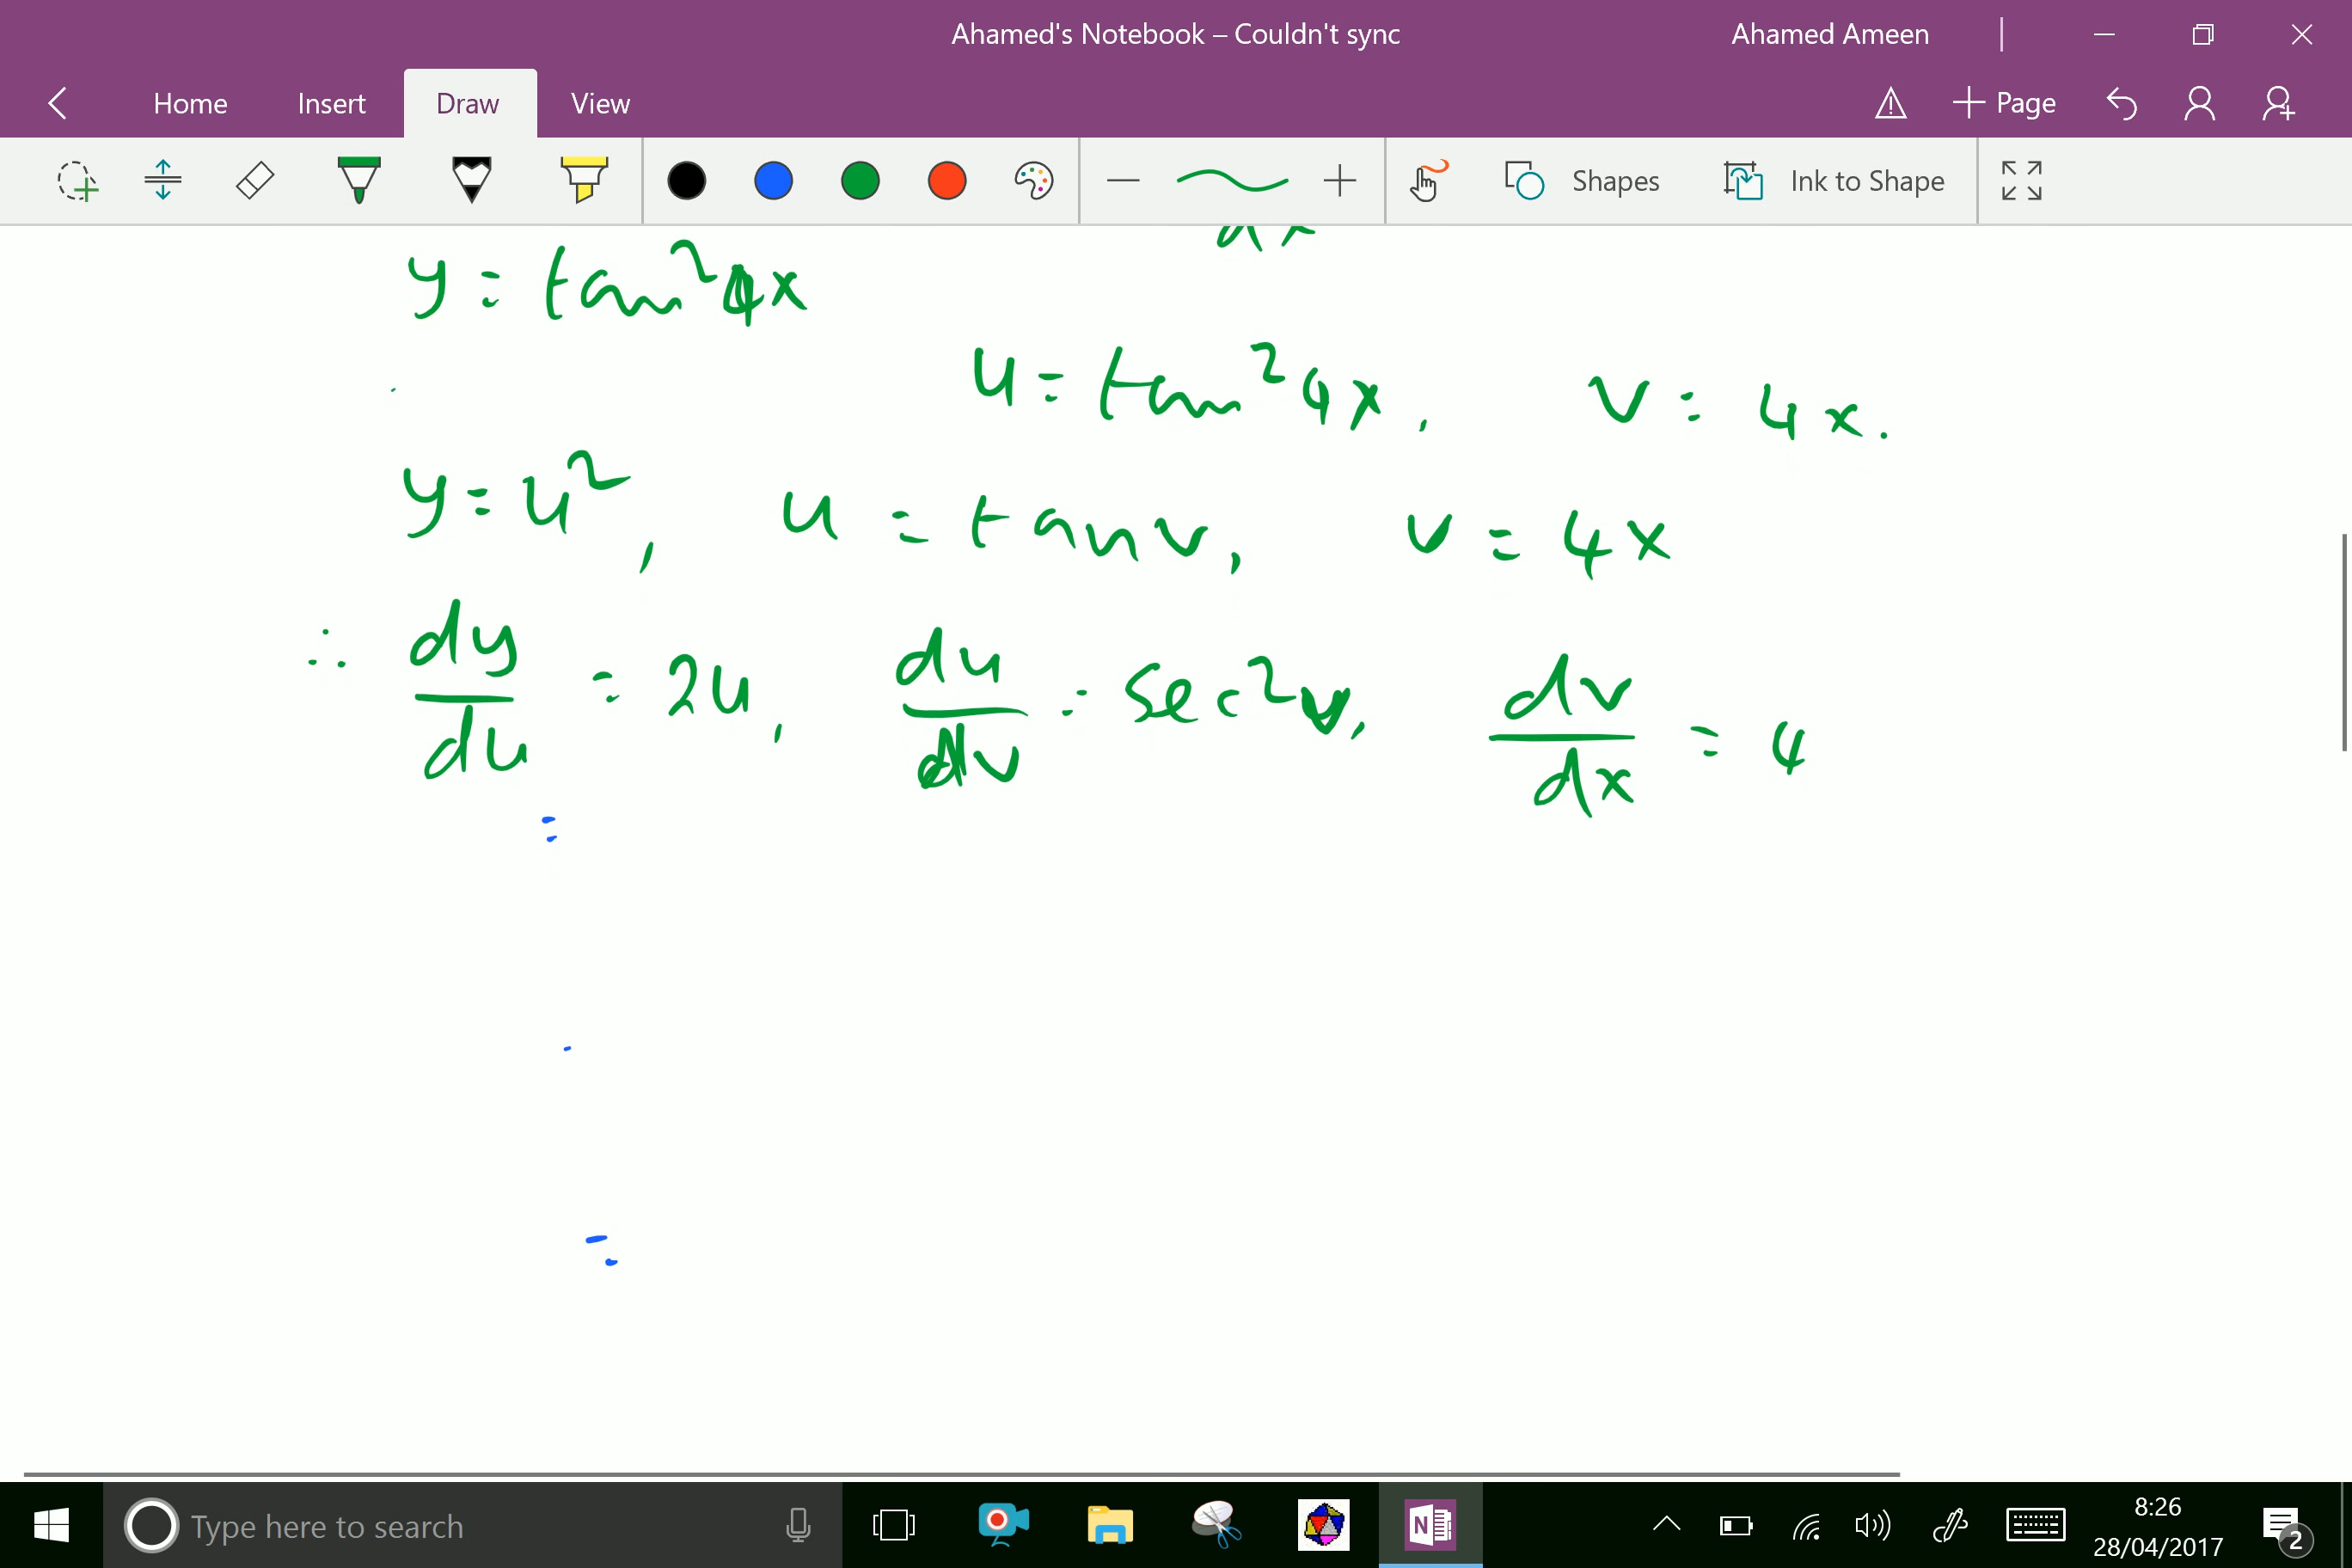 Ahamed's Notebook – Couldn't sync
Ahamed Ameen
Home Insert Draw View
+ Page
Shapes
Ink to Shape
dx
y = tan²4x
u = tan²4x, v = 4x.
y = u², u = tan v, v = 4x
∴ dy/du = 2u, du/dv = sec²v, dv/dx = 4
=
=
Type here to search
N
8:26
28/04/2017
2